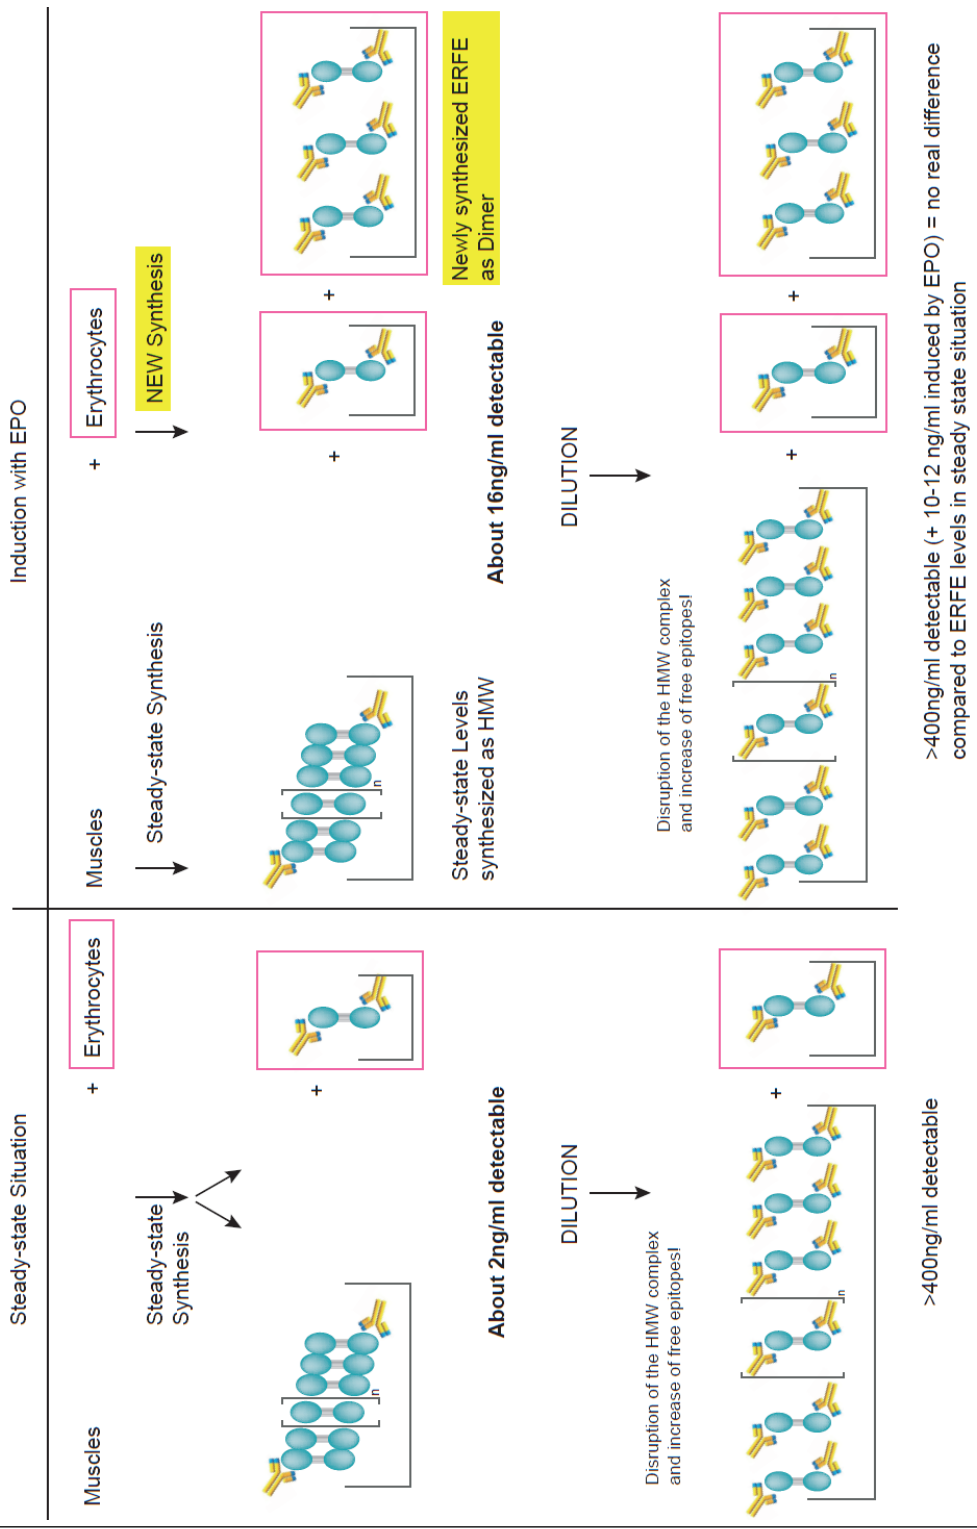 Steady-state Situation
Muscles
+
Erythrocytes
Steady-state
Synthesis
n
+
About 2ng/ml detectable
DILUTION
Disruption of the HMW complex
and increase of free epitopes!
n
+
>400ng/ml detectable
Induction with EPO
Muscles
+
Erythrocytes
Steady-state Synthesis
NEW Synthesis
n
+
+
Steady-state Levels
synthesized as HMW
About 16ng/ml detectable
Newly synthesized ERFE
as Dimer
DILUTION
Disruption of the HMW complex
and increase of free epitopes!
n
+
+
>400ng/ml detectable (+ 10-12 ng/ml induced by EPO) = no real difference
compared to ERFE levels in steady state situation